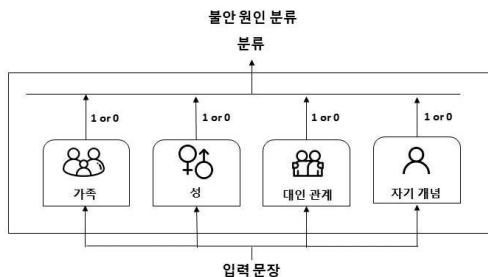 불안 원인 분류
분류
1 or 0 1 or 0 1 or 0 1 or 0
가족 성 대인 관계 자기 개념
입력 문장